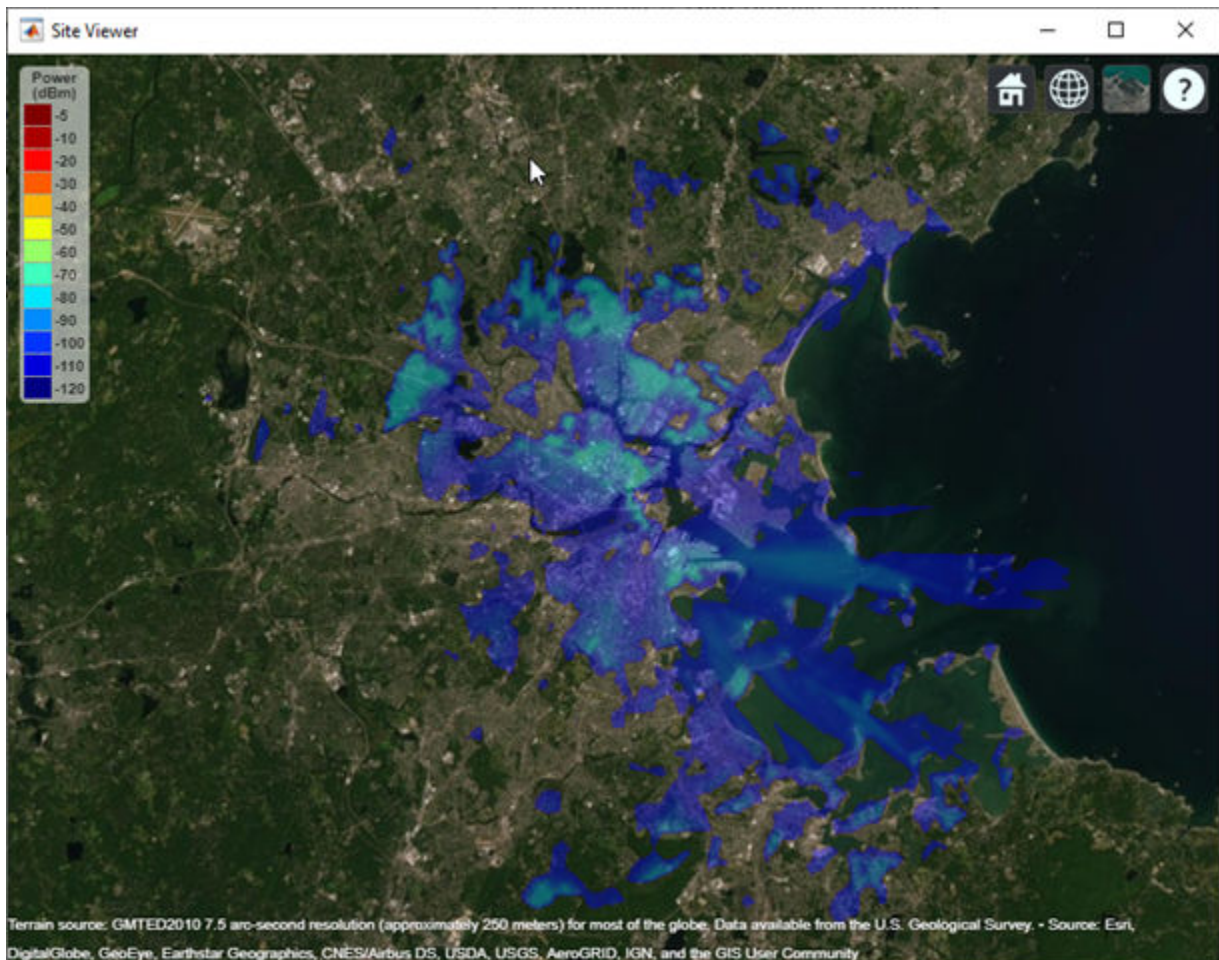 Site Viewer
Power
(dBm)
-5
-10
-20
-30
-40
-50
-60
-70
-80
-90
-100
-110
-120
?
Terrain source: GMTED2010 7.5 arc-second resolution (approximately 250 meters) for most of the globe. Data available from the U.S. Geological Survey. • Source: Esri,
DigitalGlobe, GeoEye, Earthstar Geographics, CNES/Airbus DS, USDA, USGS, AeroGRID, IGN, and the GIS User Community